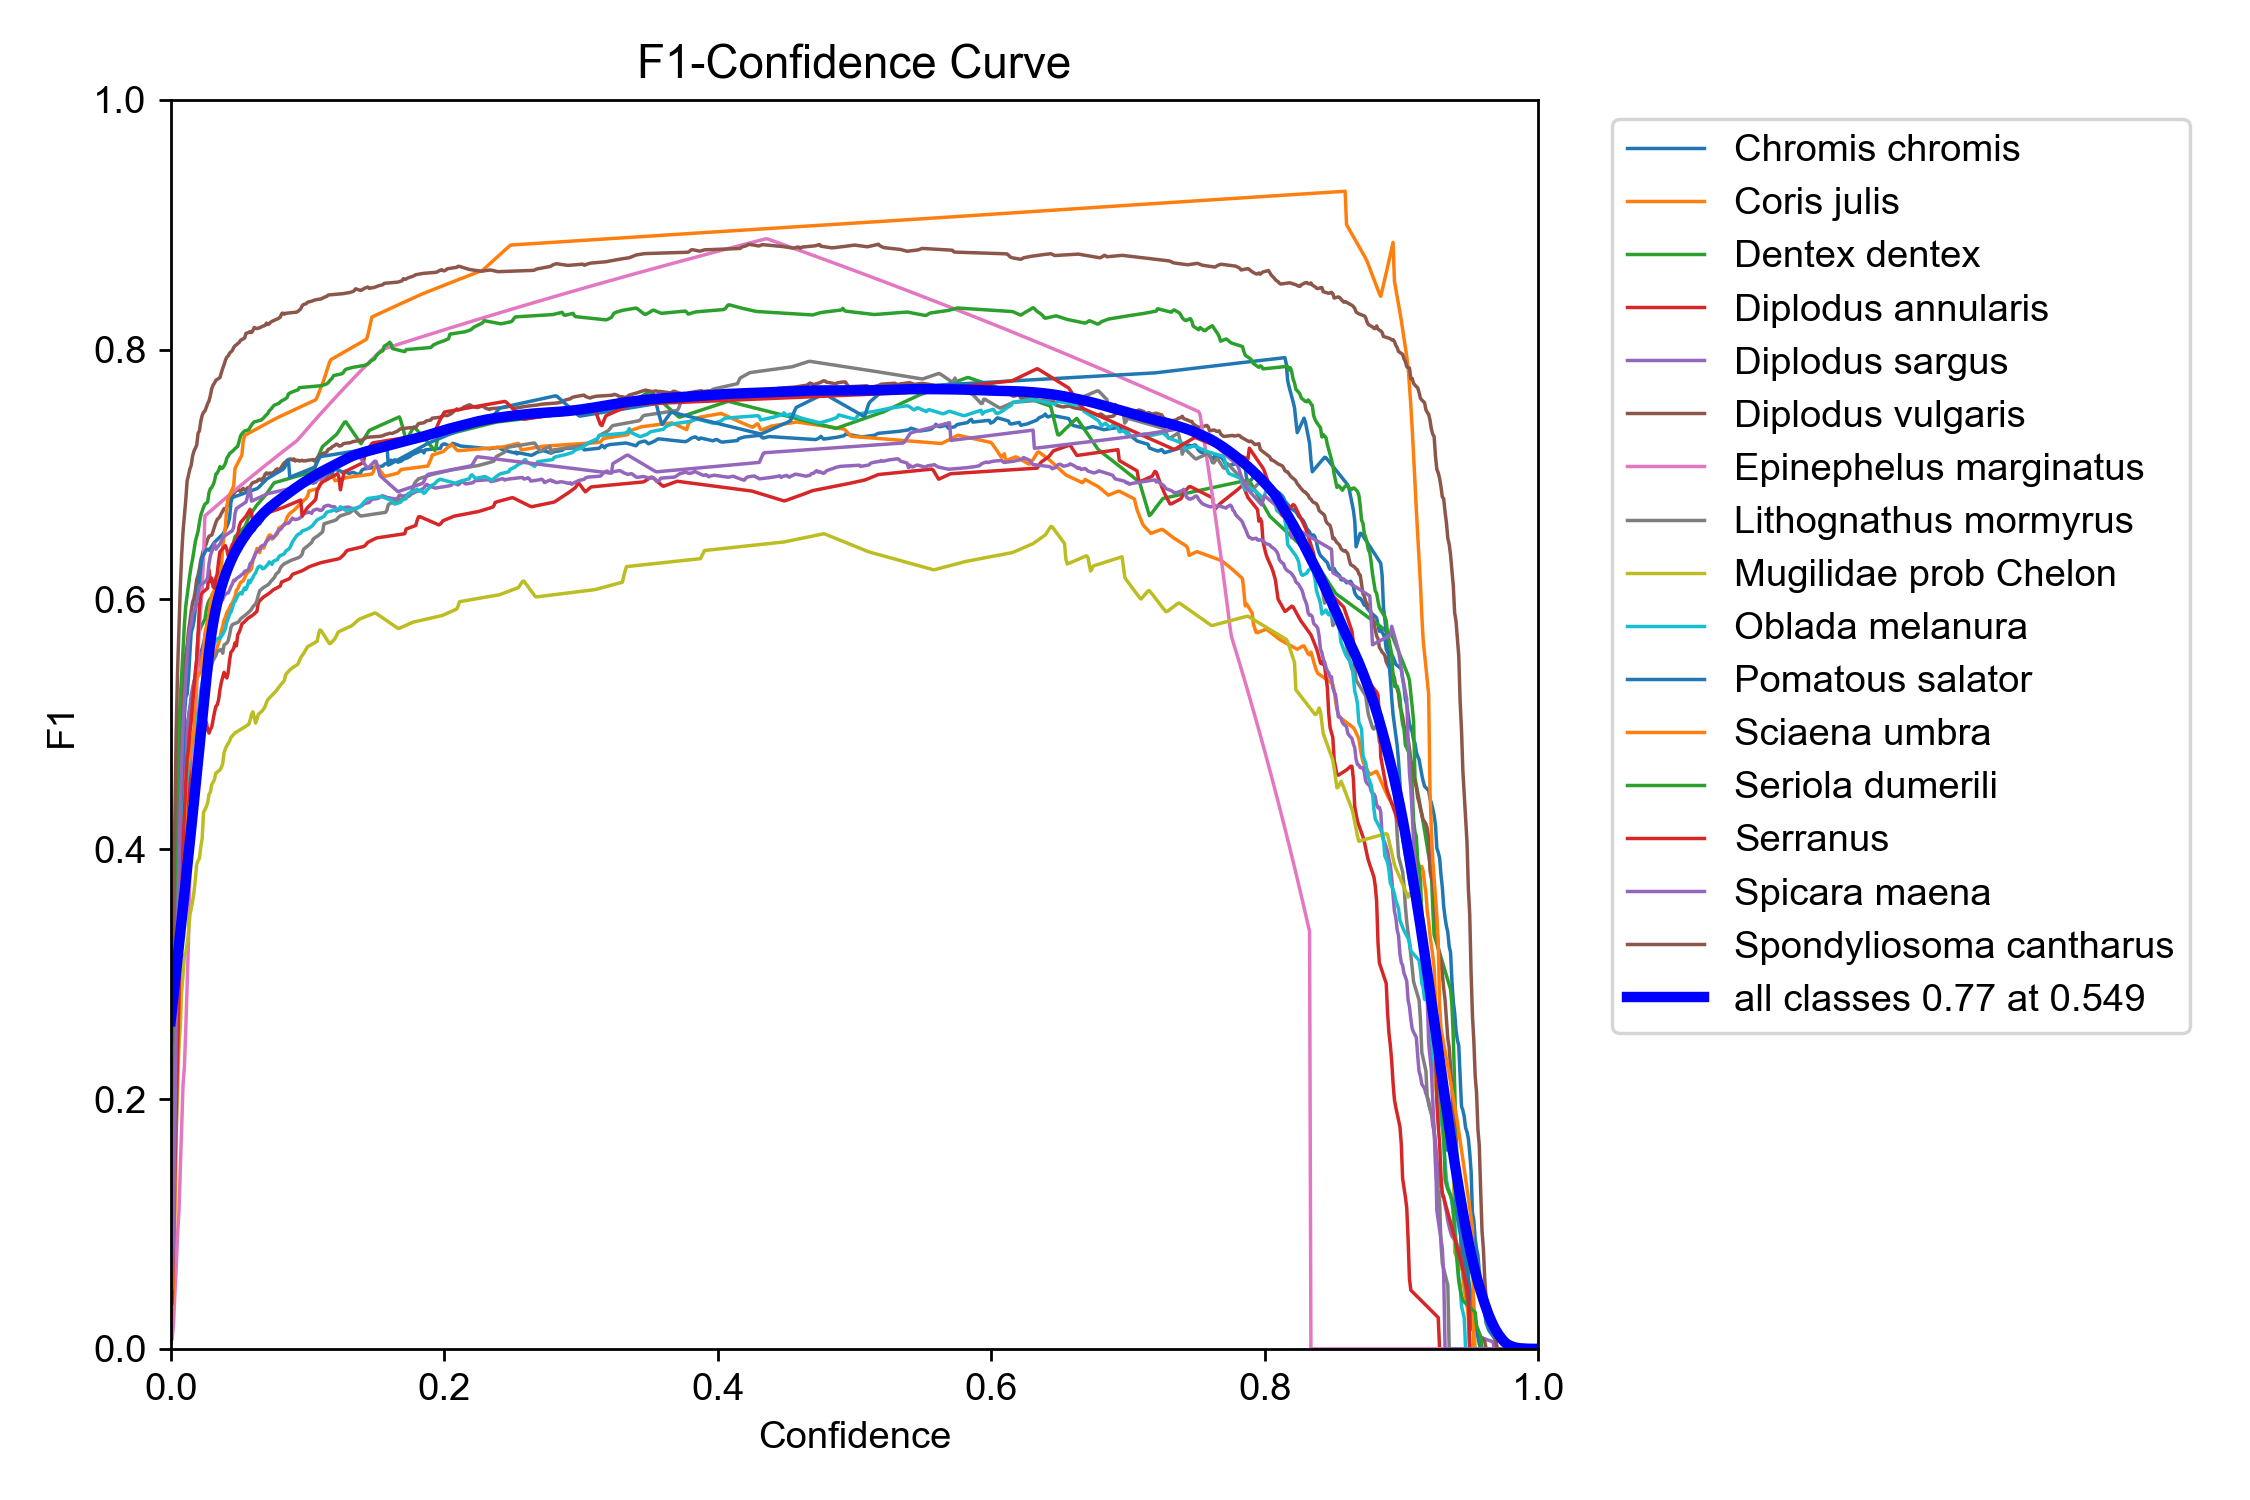 F1-Confidence Curve
1.0
0.8
0.6
0.4
0.2
0.0
F1
0.0 0.2 0.4 0.6 0.8 1.0
Confidence
Chromis chromis
Coris julis
Dentex dentex
Diplodus annularis
Diplodus sargus
Diplodus vulgaris
Epinephelus marginatus
Lithognathus mormyrus
Mugilidae prob Chelon
Oblada melanura
Pomatous salator
Sciaena umbra
Seriola dumerili
Serranus
Spicara maena
Spondyliosoma cantharus
all classes 0.77 at 0.549